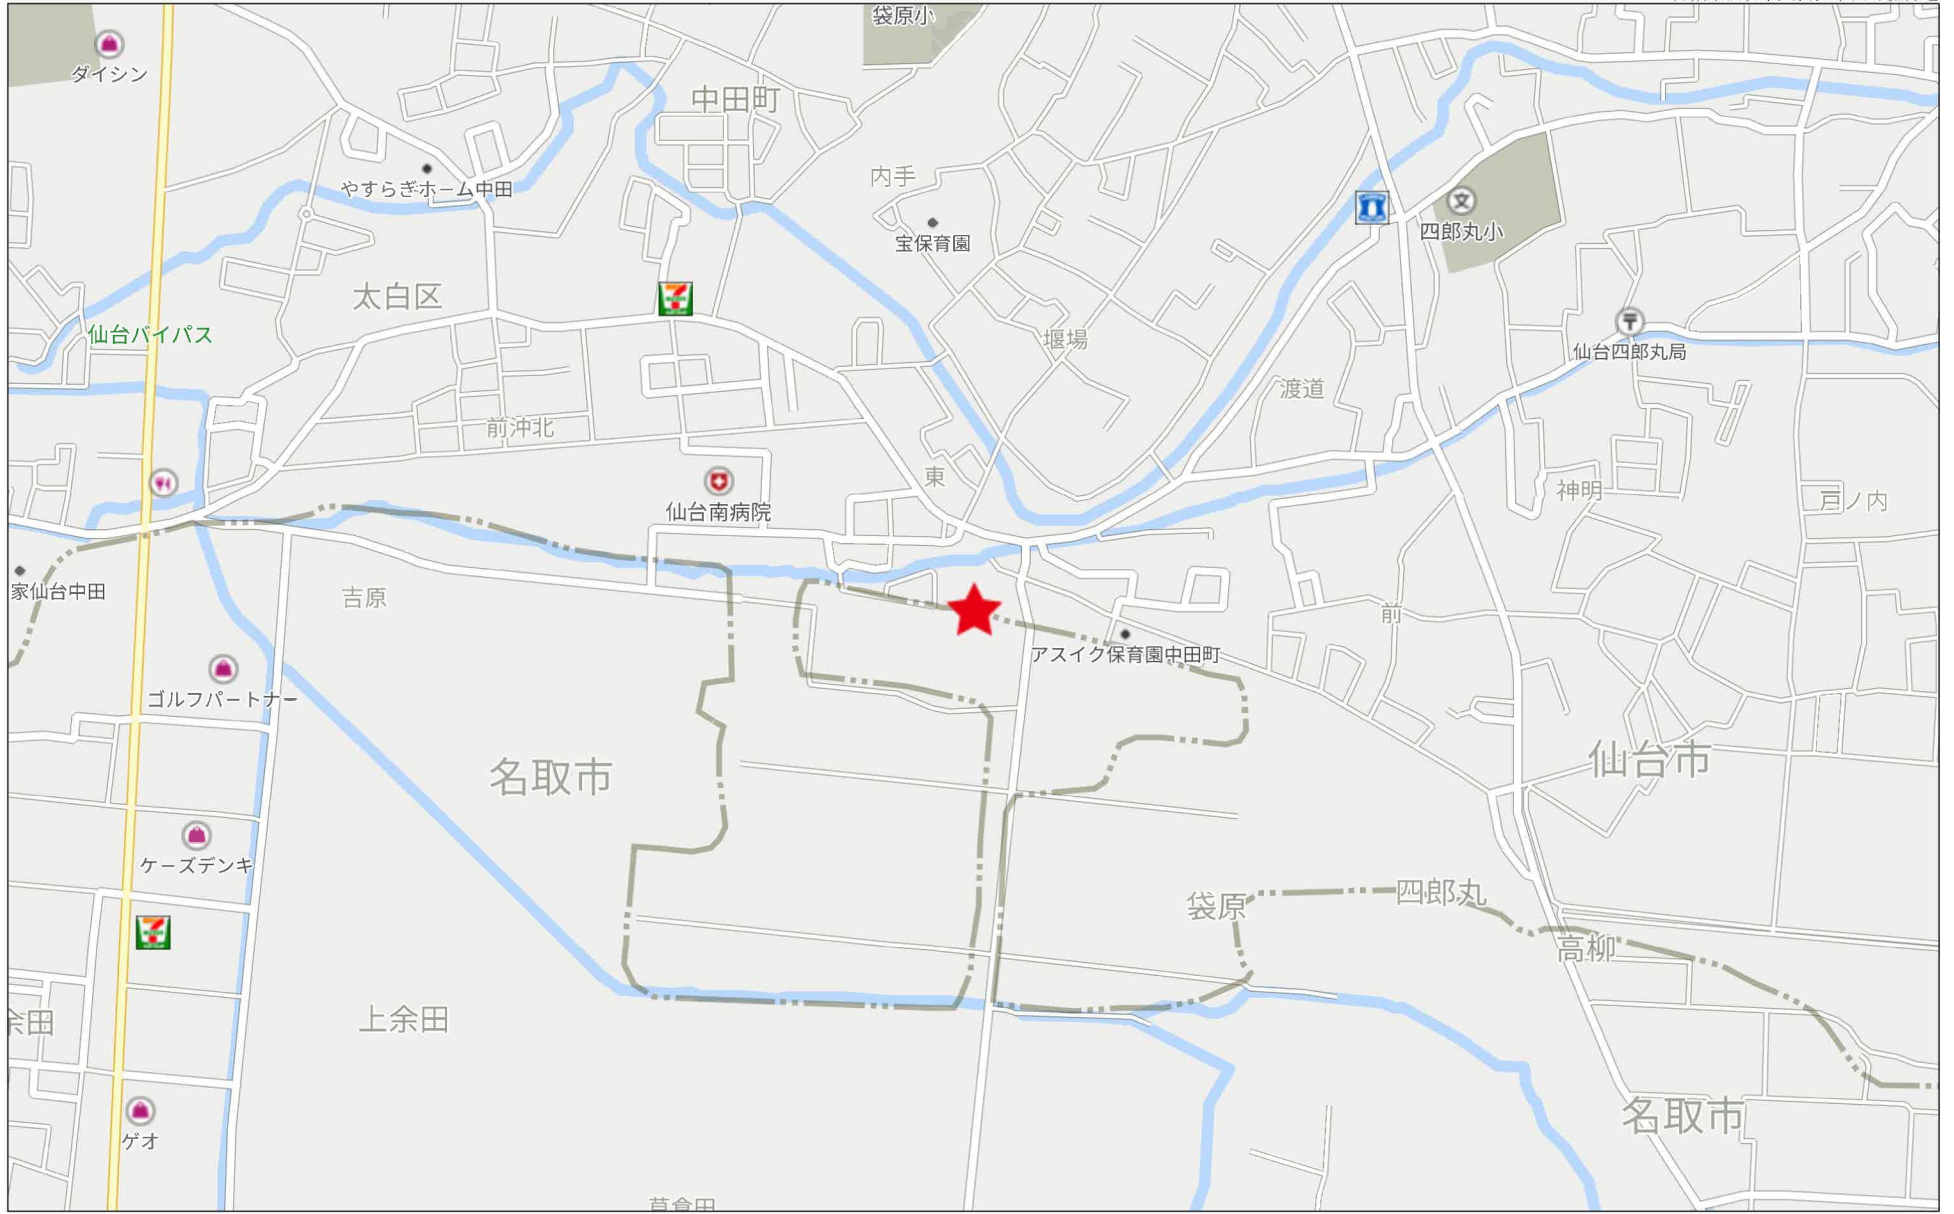 袋原小
ダイシン
中田町
内手
やすらぎホーム中田
宝保育園
四郎丸小
太白区
仙台バイパス
堰場
仙台四郎丸局
渡道
前沖北
東
仙台南病院
神明
戸ノ内
家仙台中田
吉原
前
アスイク保育園中田町
ゴルフパートナー
名取市
仙台市
ケーズデンキ
袋原
四郎丸
高柳
余田
上余田
名取市
ゲオ